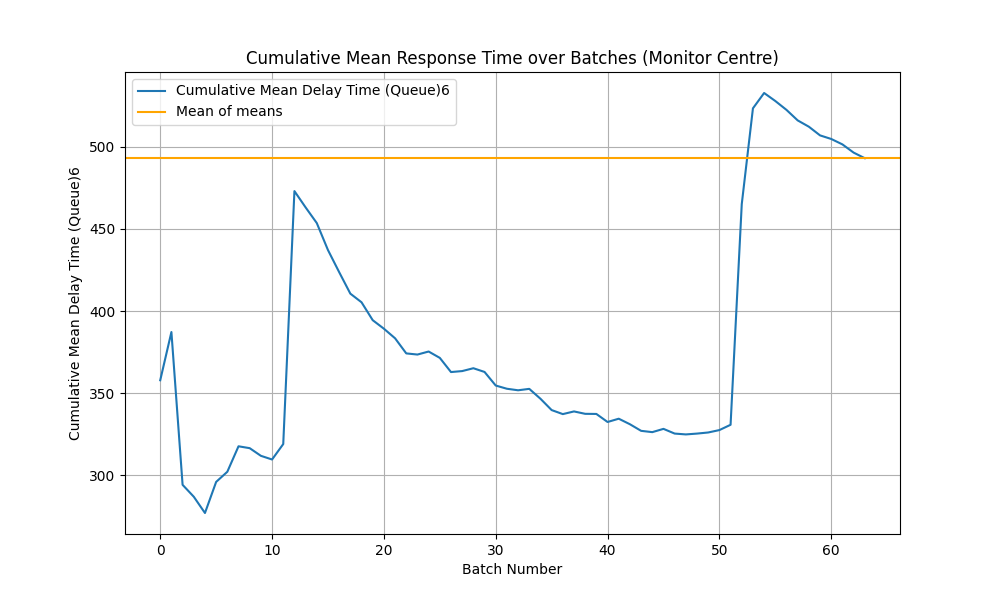 Cumulative Mean Response Time over Batches (Monitor Centre)
Cumulative Mean Delay Time (Queue)6
Mean of means
Cumulative Mean Delay Time (Queue)6
500
450
400
350
300
0 10 20 30 40 50 60
Batch Number